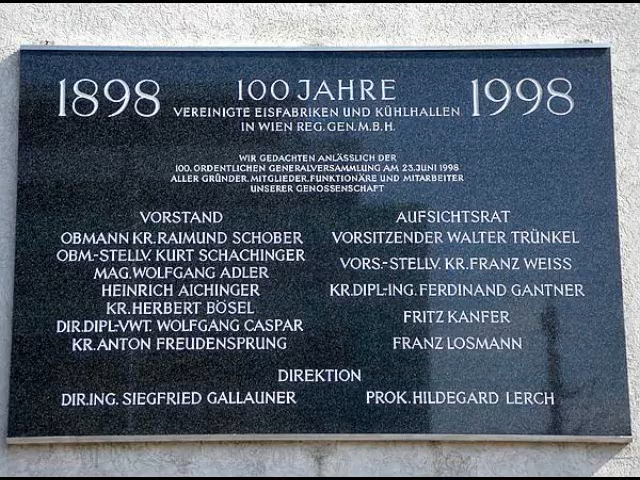 1898 100 JAHRE 1998
VEREINIGTE EISFABRIKEN UND KÜHLHALLEN
IN WIEN REG. GEN.M.B.H.
WIR GEDACHTEN ANLÄSSLICH DER
100. ORDENTLICHEN GENERALVERSAMMLUNG AM 23. JUNI 1998
ALLER GRÜNDER, MITGLIEDER, FUNKTIONÄRE UND MITARBEITER
UNSERER GENOSSENSCHAFT
VORSTAND
OBMANN KR. RAIMUND SCHOBER
OBM.-STELLV. KURT SCHACHINGER
MAG. WOLFGANG ADLER
HEINRICH AICHINGER
KR. HERBERT BÖSEL
DIR. DIPL-VWT. WOLFGANG CASPAR
KR. ANTON FREUDENSPRUNG
AUFSICHTSRAT
VORSITZENDER WALTER TRÜNKEL
VORS.-STELLV. KR. FRANZ WEISS
KR. DIPL-ING. FERDINAND GANTNER
FRITZ KANFER
FRANZ LOSMANN
DIREKTION
DIR. ING. SIEGFRIED GALLAUNER
PROK. HILDEGARD LERCH